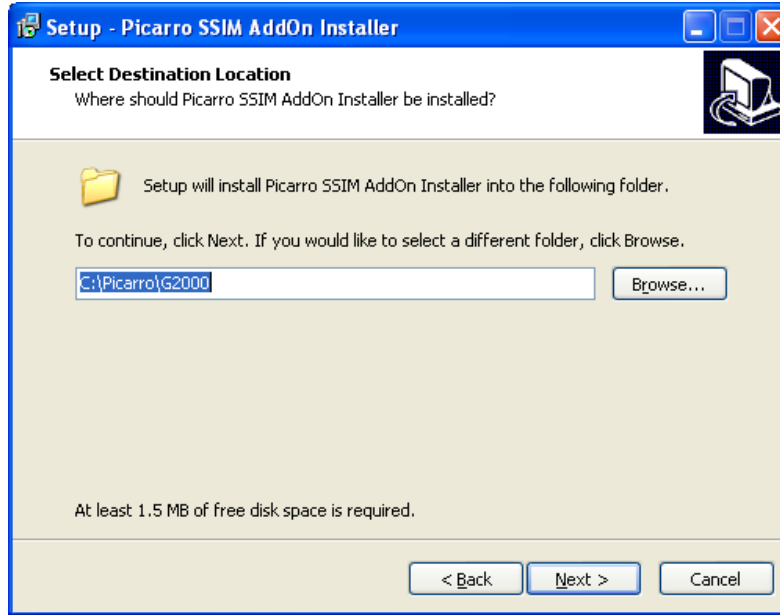 Setup - Picarro SSIM AddOn Installer
Select Destination Location
Where should Picarro SSIM AddOn Installer be installed?
Setup will install Picarro SSIM AddOn Installer into the following folder.
To continue, click Next. If you would like to select a different folder, click Browse.
C:\Picarro\G2000
Browse...
At least 1.5 MB of free disk space is required.
< Back
Next >
Cancel